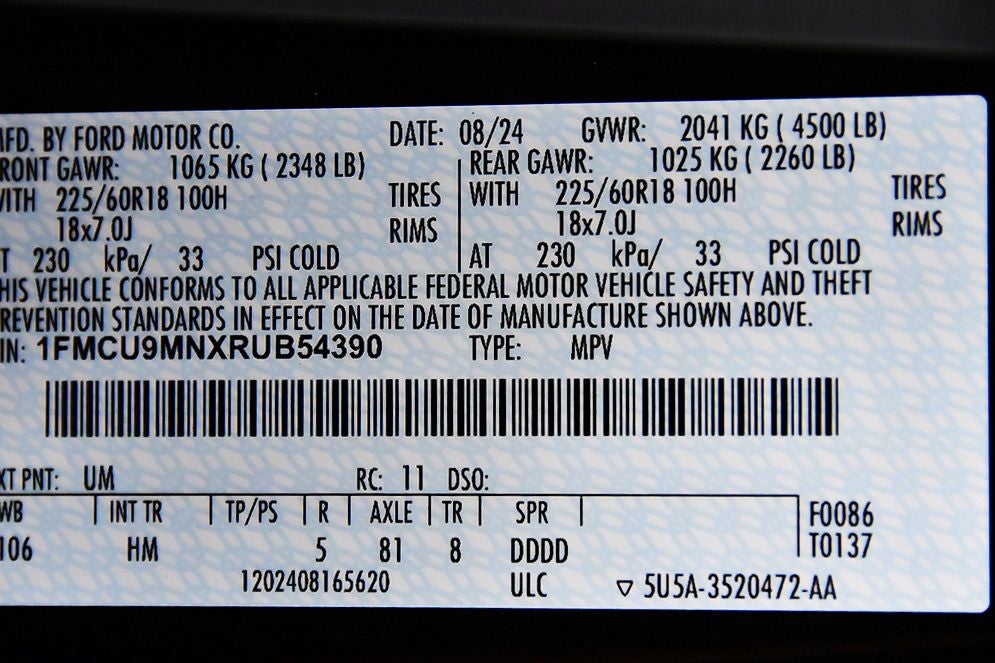 MFD. BY FORD MOTOR CO. DATE: 08/24 GVWR: 2041 KG ( 4500 LB)
RONT GAWR: 1065 KG ( 2348 LB) REAR GAWR: 1025 KG ( 2260 LB)
WITH 225/60R18 100H TIRES WITH 225/60R18 100H TIRES
18x7.0J RIMS 18x7.0J RIMS
T 230 kPa/ 33 PSI COLD AT 230 kPa/ 33 PSI COLD
HIS VEHICLE CONFORMS TO ALL APPLICABLE FEDERAL MOTOR VEHICLE SAFETY AND THEFT
REVENTION STANDARDS IN EFFECT ON THE DATE OF MANUFACTURE SHOWN ABOVE.
IN: 1FMCU9MNXRUB54390 TYPE: MPV
XT PNT: UM RC: 11 DSO:
WB INT TR TP/PS R AXLE TR SPR F0086
106 HM 5 81 8 DDDD T0137
1202408165620 ULC ▽ 5U5A-3520472-AA